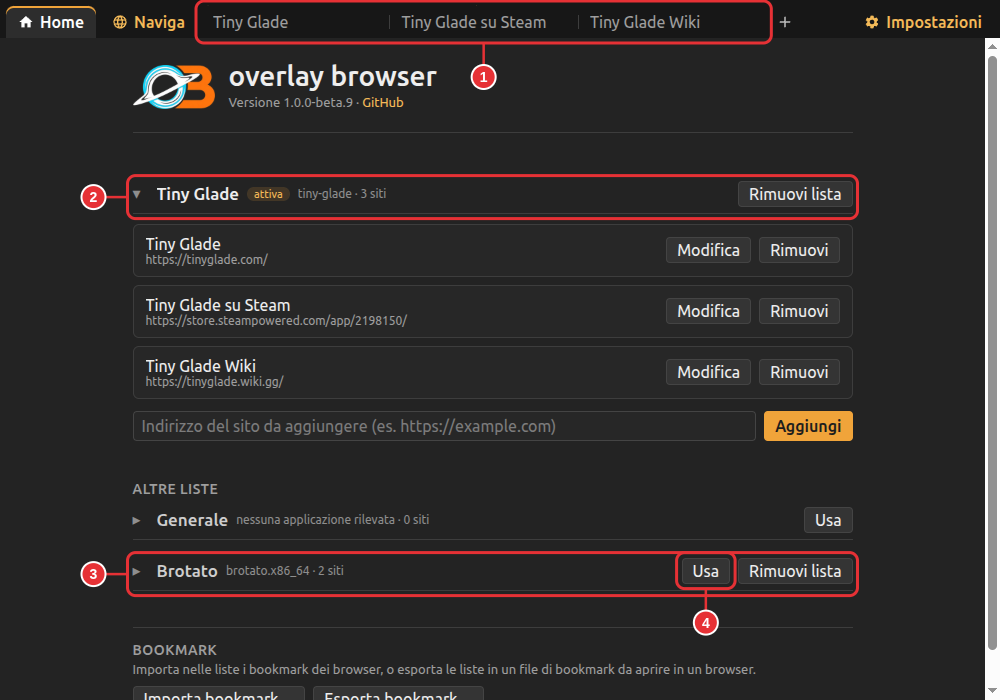 Home Naviga Tiny Glade Tiny Glade su Steam Tiny Glade Wiki + Impostazioni
1
overlay browser
Versione 1.0.0-beta.9 · GitHub
2
Tiny Glade attiva tiny-glade · 3 siti Rimuovi lista
Tiny Glade
https://tinyglade.com/
Modifica Rimuovi
Tiny Glade su Steam
https://store.steampowered.com/app/2198150/
Modifica Rimuovi
Tiny Glade Wiki
https://tinyglade.wiki.gg/
Modifica Rimuovi
Indirizzo del sito da aggiungere (es. https://example.com) Aggiungi
ALTRE LISTE
Generale nessuna applicazione rilevata · 0 siti Usa
3
Brotato brotato.x86_64 · 2 siti Usa Rimuovi lista
4
BOOKMARK
Importa nelle liste i bookmark dei browser, o esporta le liste in un file di bookmark da aprire in un browser.
Importa bookmark Esporta bookmark